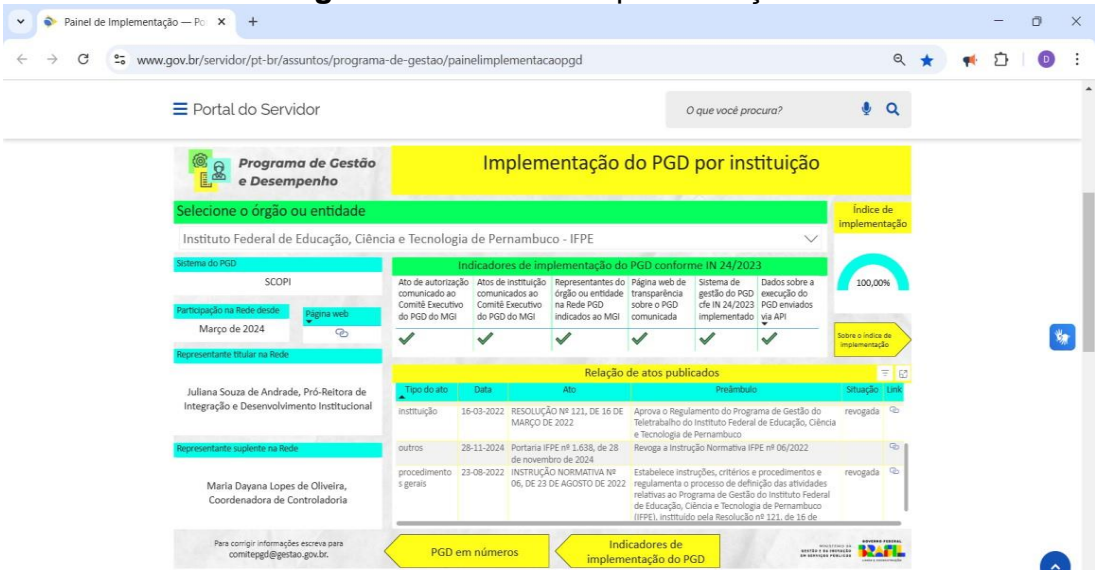 Painel de Implementação — Po
www.gov.br/servidor/pt-br/assuntos/programa-de-gestao/painelimplementacaopgd
D
Portal do Servidor
O que você procura?
Programa de Gestão
e Desempenho
Implementação do PGD por instituição
Selecione o órgão ou entidade
Instituto Federal de Educação, Ciência e Tecnologia de Pernambuco - IFPE
Índice de
implementação
100,00%
Sobre o índice de
implementação
Sistema do PGD
SCOPI
Participação na Rede desde
Março de 2024
Página web
Representante titular na Rede
Juliana Souza de Andrade, Pró-Reitora de
Integração e Desenvolvimento Institucional
Representante suplente na Rede
Maria Dayana Lopes de Oliveira,
Coordenadora de Controladoria
Indicadores de implementação do PGD conforme IN 24/2023
Ato de autorização
comunicado ao
Comitê Executivo
do PGD do MGI
Atos de instituição
comunicados ao
Comitê Executivo
do PGD do MGI
Representantes do
órgão ou entidade
na Rede PGD
indicados ao MGI
Página web de
transparência
sobre o PGD
comunicada
Sistema de
gestão do PGD
cfe IN 24/2023
implementado
Dados sobre a
execução do
PGD enviados
via API
Relação de atos publicados
Tipo do ato Data Ato Preâmbulo Situação Link
instituição 16-03-2022 RESOLUÇÃO Nº 121, DE 16 DE
MARÇO DE 2022
Aprova o Regulamento do Programa de Gestão do
Teletrabalho do Instituto Federal de Educação, Ciência
e Tecnologia de Pernambuco
revogada
outros 28-11-2024 Portaria IFPE nº 1.638, de 28
de novembro de 2024
Revoga a Instrução Normativa IFPE nº 06/2022
procedimento
s gerais
23-08-2022 INSTRUÇÃO NORMATIVA Nº
06, DE 23 DE AGOSTO DE 2022
Estabelece instruções, critérios e procedimentos e
regulamenta o processo de definição das atividades
relativas ao Programa de Gestão do Instituto Federal
de Educação, Ciência e Tecnologia de Pernambuco
(IFPE), instituído pela Resolução nº 121, de 16 de
revogada
Para corrigir informações escreva para
comitepgd@gestao.gov.br.
PGD em números
Indicadores de
implementação do PGD
MINISTÉRIO DA
GESTÃO E DA INOVAÇÃO
EM SERVIÇOS PÚBLICOS
GOVERNO FEDERAL
BRASIL